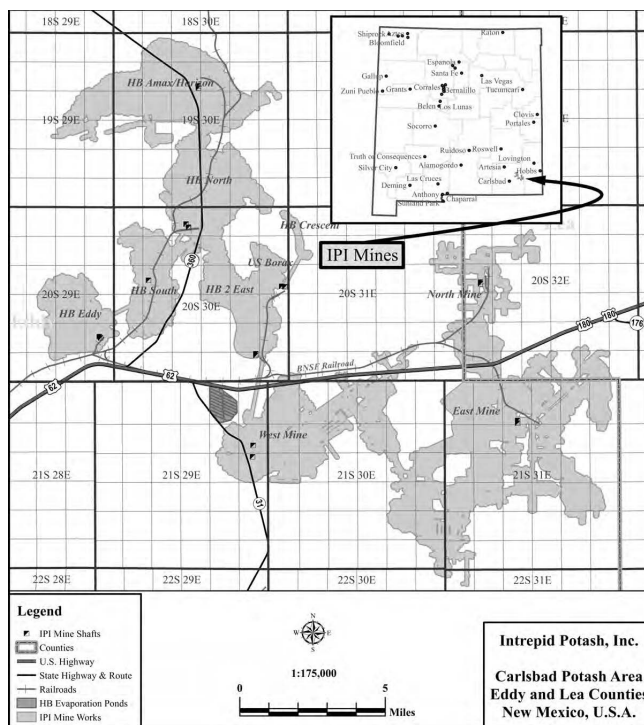 18S 29E
18S 30E
HB Amax/Horizon
19S 29E
19S 30E
HB North
HB Crescent
US Borax
360
20S 29E
HB South
HB 2 East
20S 30E
20S 31E
North Mine
20S 32E
HB Eddy
BNSF Railroad
62
62
62
180
180
180
176
West Mine
East Mine
21S 28E
21S 29E
21S 30E
21S 31E
31
22S 28E
22S 29E
22S 30E
22S 31E
Shiprock
Aztec
Bloomfield
Raton
Espanola
Santa Fe
Gallup
Las Vegas
Zuni Pueblo
Grants
Corrales
Bernalillo
Tucumcari
Belen
Los Lunas
Clovis
Portales
Socorro
Ruidoso
Roswell
Truth or Consequences
Lovington
Silver City
Alamogordo
Artesia
Hobbs
Las Cruces
Carlsbad
Deming
Anthony
Chaparral
Sunland Park
IPI Mines
Legend
IPI Mine Shafts
Counties
U.S. Highway
State Highway & Route
Railroads
HB Evaporation Ponds
IPI Mine Works
N
W
E
S
1:175,000
0
5
Miles
Intrepid Potash, Inc.
Carlsbad Potash Area
Eddy and Lea Counties
New Mexico, U.S.A.